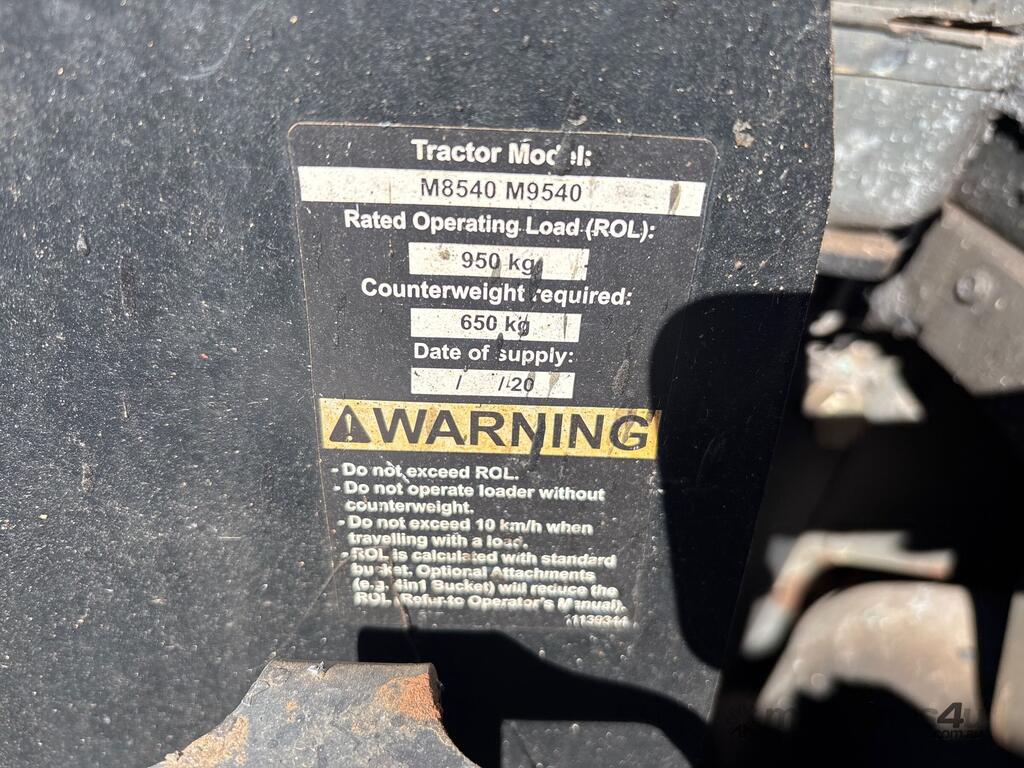 Tractor Model:
M8540 M9540
Rated Operating Load (ROL):
950 kg
Counterweight required:
650 kg
Date of supply:
/ / 20
WARNING
- Do not exceed ROL.
- Do not operate loader without
counterweight.
- Do not exceed 10 km/h when
travelling with a load.
- ROL is calculated with standard
bucket. Optional Attachments
(e.g. 4in1 Bucket) will reduce the
ROL (Refur to Operator's Manual).
11139344